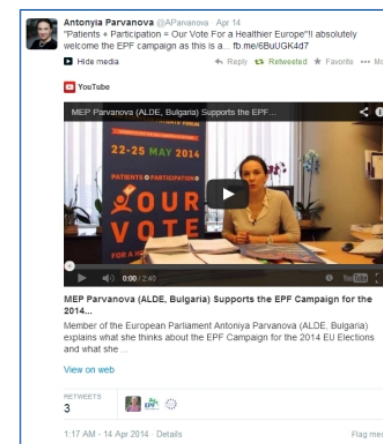 Antonyia Parvanova @AParvanova · Apr 14
"Patients + Participation = Our Vote For a Healthier Europe"!I absolutely
welcome the EPF campaign as this is a... fb.me/6BuUGK4d7
Hide media Reply Retweeted Favorite
YouTube
MEP Parvanova (ALDE, Bulgaria) Supports the EPF...
22-25 MAY 2014
PATIENTS PARTICIPATION
OUR
VOTE
0:00 / 2:40 YouTube
MEP Parvanova (ALDE, Bulgaria) Supports the EPF Campaign for the
2014...
Member of the European Parliament Antoniya Parvanova (ALDE, Bulgaria)
explains what she thinks about the EPF Campaign for the 2014 EU Elections
and what she ...
View on web
RETWEETS
3
EPF
1:17 AM - 14 Apr 2014 · Details Flag